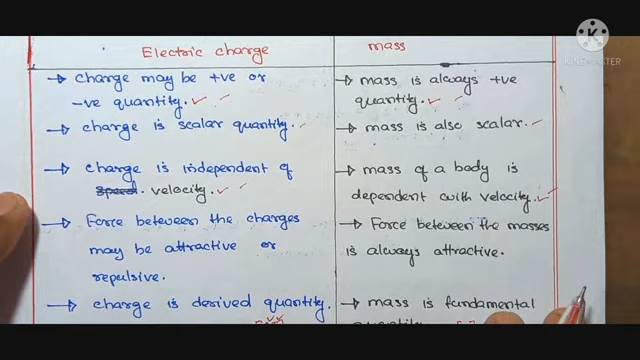 Electric charge
mass
→ charge may be +ve or
-ve quantity.
→ mass is always +ve
quantity.
→ charge is scalar quantity.
→ mass is also scalar.
→ charge is independent of
velocity.
→ mass of a body is
dependent with velocity.
→ Force between the charges
may be attractive or
repulsive.
→ Force between the masses
is always attractive.
→ charge is derived quantity.
→ mass is fundamental
KINEMASTER